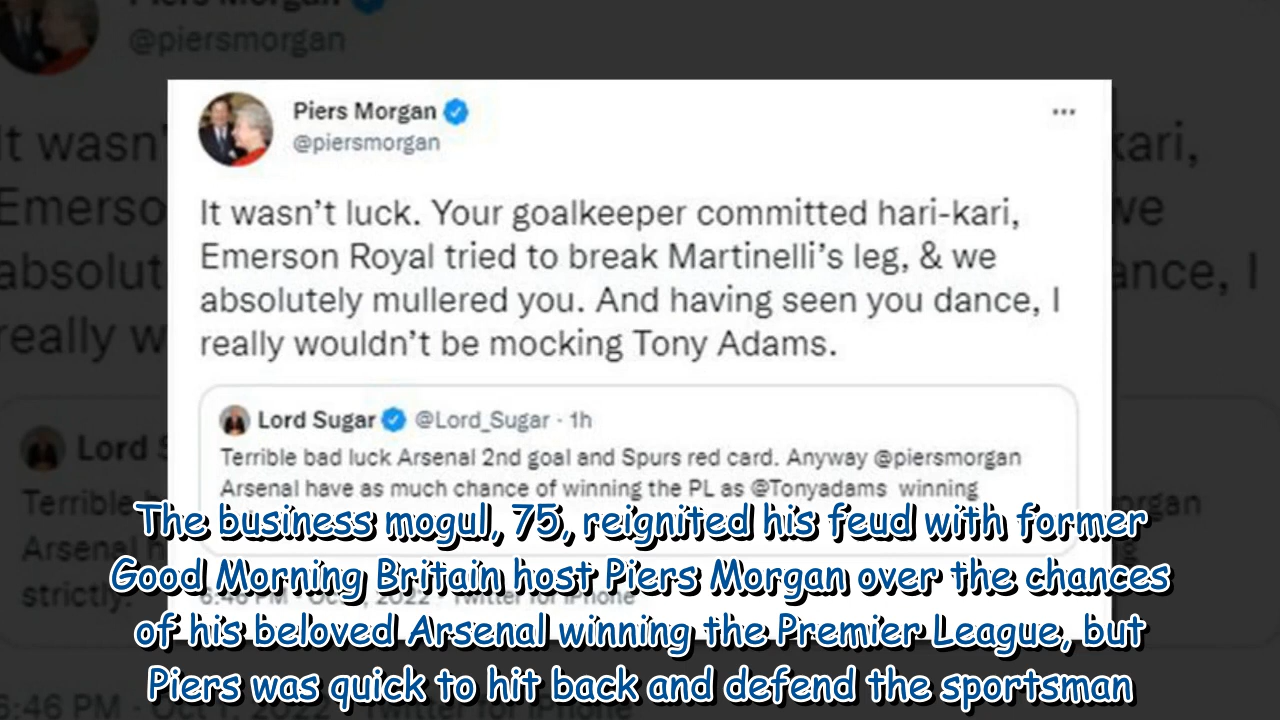 Piers Morgan
@piersmorgan
It wasn't luck. Your goalkeeper committed hari-kari,
Emerson Royal tried to break Martinelli's leg, & we
absolutely mullered you. And having seen you dance, I
really wouldn't be mocking Tony Adams.
Lord Sugar @Lord_Sugar · 1h
Terrible bad luck Arsenal 2nd goal and Spurs red card. Anyway @piersmorgan
Arsenal have as much chance of winning the PL as @Tonyadams winning
strictly.
6:46 PM · Oct 1, 2022 · Twitter for iPhone
The business mogul, 75, reignited his feud with former
Good Morning Britain host Piers Morgan over the chances
of his beloved Arsenal winning the Premier League, but
Piers was quick to hit back and defend the sportsman